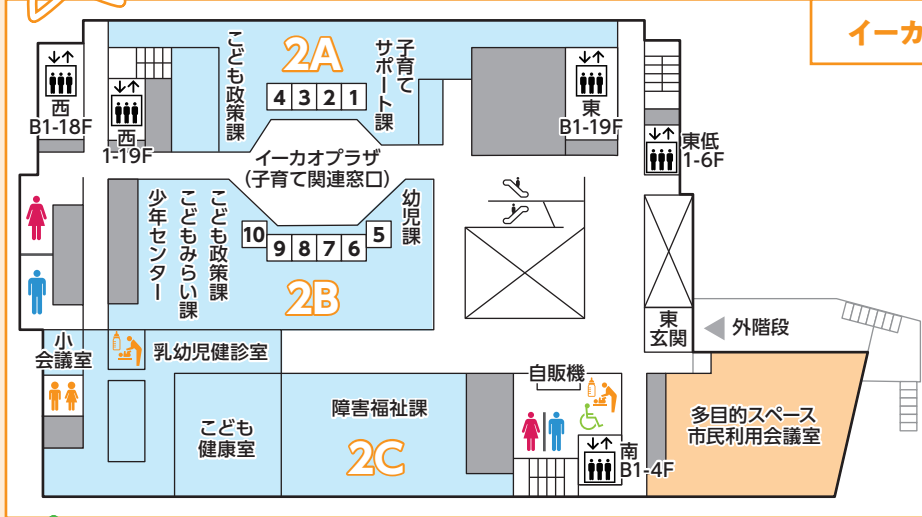 イーカ
2A
こども政策課
子育て
サポート課
4 3 2 1
西
B1-18F
西
1-19F
東
B1-19F
東低
1-6F
イーカオプラザ
(子育て関連窓口)
幼児課
こども政策課
こどもみらい課
少年センター
10 9 8 7 6 5
2B
小
会議室
乳幼児健診室
こども
健康室
障害福祉課
2C
自販機
南
B1-4F
東
玄関
外階段
多目的スペース
市民利用会議室